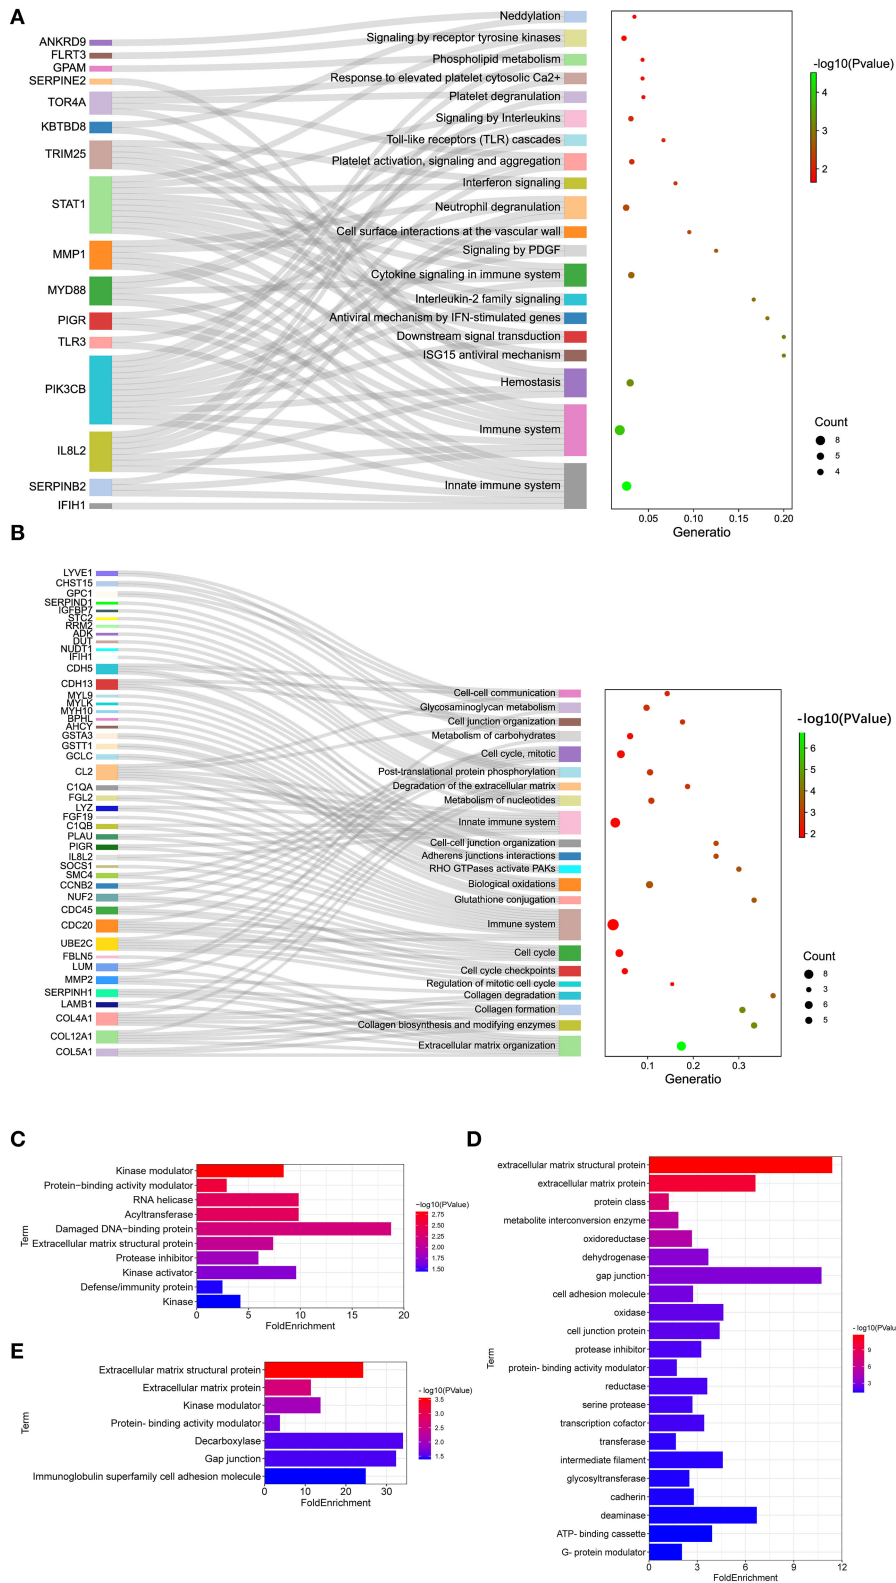 A
ANKRD9
FLRT3
GPAM
SERPINE2
TOR4A
KBTBD8
TRIM25
STAT1
MMP1
MYD88
PIGR
TLR3
PIK3CB
IL8L2
SERPINB2
IFIH1
Neddylation
Signaling by receptor tyrosine kinases
Phospholipid metabolism
Response to elevated platelet cytosolic Ca2+
Platelet degranulation
Signaling by Interleukins
Toll-like receptors (TLR) cascades
Platelet activation, signaling and aggregation
Interferon signaling
Neutrophil degranulation
Cell surface interactions at the vascular wall
Signaling by PDGF
Cytokine signaling in immune system
Interleukin-2 family signaling
Antiviral mechanism by IFN-stimulated genes
Downstream signal transduction
ISG15 antiviral mechanism
Hemostasis
Immune system
Innate immune system
0.05 0.10 0.15 0.20
Generatio
-log10(Pvalue)
4
3
2
Count
8
5
4
B
LYVE1
CHST15
GPC1
SERPIND1
IGFBP7
STC2
RRM2
ADK
DUT
NUDT1
IFIH1
CDH5
CDH13
MYL9
MYLK
MYH10
BPHL
AHCY
GSTA3
GSTT1
GCLC
CL2
C1QA
FGL2
LYZ
FGF19
C1QB
PLAU
PIGR
IL8L2
SOCS1
SMC4
CCNB2
NUF2
CDC45
CDC20
UBE2C
FBLN5
LUM
MMP2
SERPINH1
LAMB1
COL4A1
COL12A1
COL5A1
Cell-cell communication
Glycosaminoglycan metabolism
Cell junction organization
Metabolism of carbohydrates
Cell cycle, mitotic
Post-translational protein phosphorylation
Degradation of the extracellular matrix
Metabolism of nucleotides
Innate immune system
Cell-cell junction organization
Adherens junctions interactions
RHO GTPases activate PAKs
Biological oxidations
Glutathione conjugation
Immune system
Cell cycle
Cell cycle checkpoints
Regulation of mitotic cell cycle
Collagen degradation
Collagen formation
Collagen biosynthesis and modifying enzymes
Extracellular matrix organization
0.1 0.2 0.3
Generatio
-log10(PValue)
6
5
4
3
2
Count
8
3
6
5
C
Term
Kinase modulator
Protein-binding activity modulator
RNA helicase
Acyltransferase
Damaged DNA-binding protein
Extracellular matrix structural protein
Protease inhibitor
Kinase activator
Defense/immunity protein
Kinase
0 5 10 15 20
FoldEnrichment
-log10(PValue)
2.75
2.50
2.25
2.00
1.75
1.50
D
Term
extracellular matrix structural protein
extracellular matrix protein
protein class
metabolite interconversion enzyme
oxidoreductase
dehydrogenase
gap junction
cell adhesion molecule
oxidase
cell junction protein
protease inhibitor
protein- binding activity modulator
reductase
serine protease
transcription cofactor
transferase
intermediate filament
glycosyltransferase
cadherin
deaminase
ATP- binding cassette
G- protein modulator
0 3 6 9 12
FoldEnrichment
- log10(PValu
9
6
3
E
Term
Extracellular matrix structural protein
Extracellular matrix protein
Kinase modulator
Protein- binding activity modulator
Decarboxylase
Gap junction
Immunoglobulin superfamily cell adhesion molecule
0 10 20 30
FoldEnrichment
- log10(PValue)
3.5
3.0
2.5
2.0
1.5